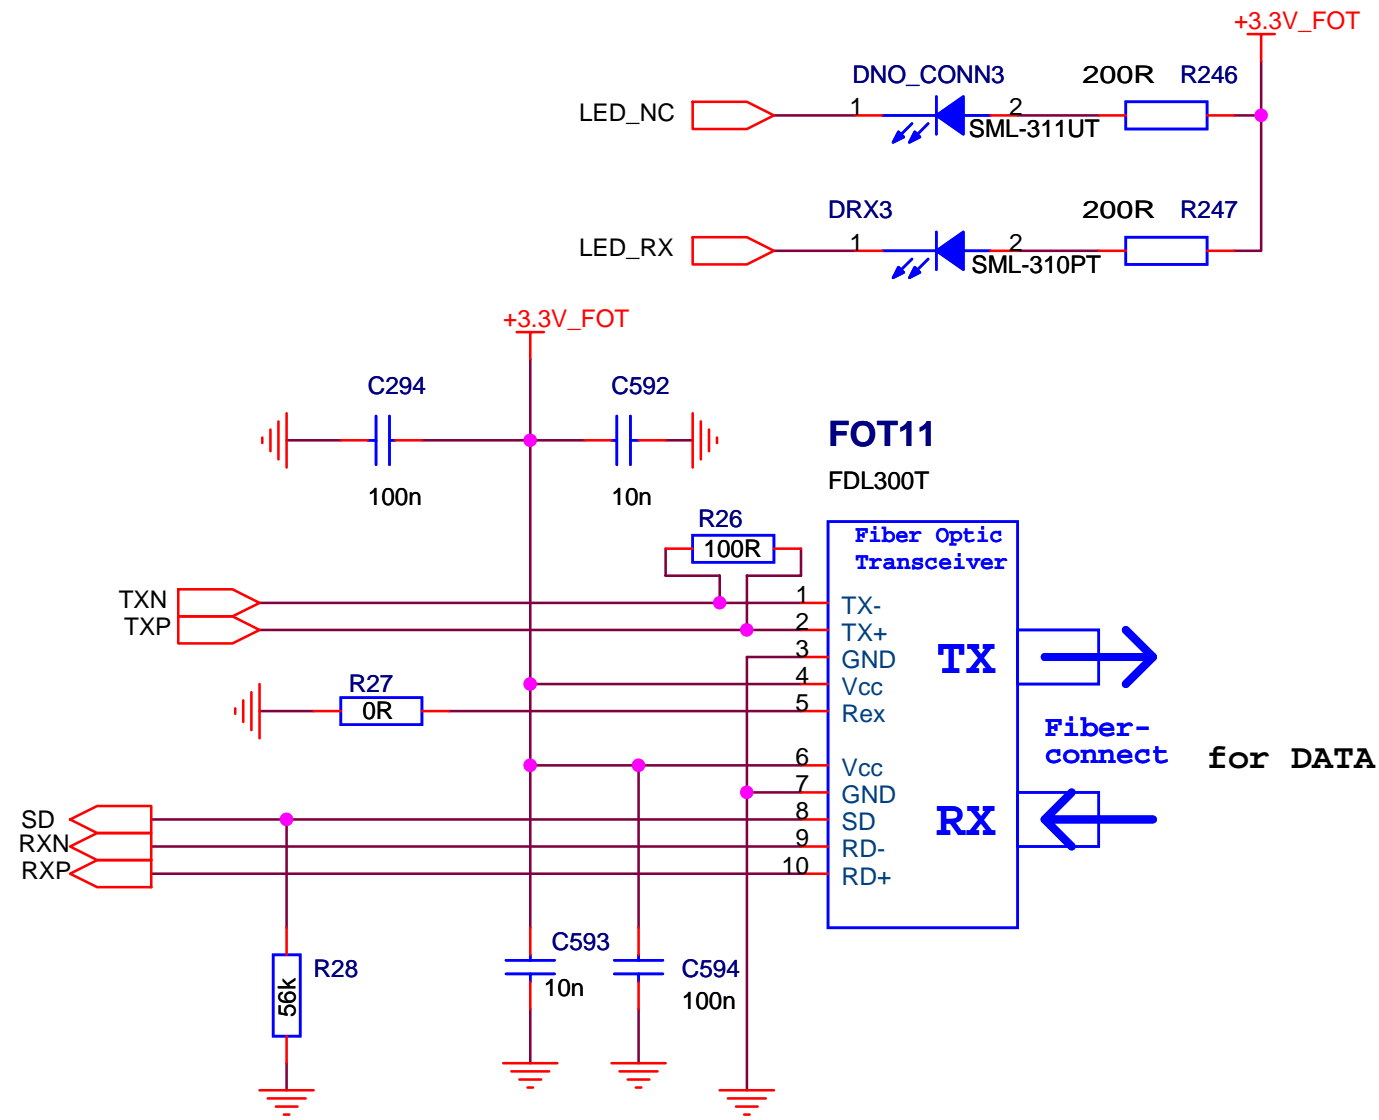 +3.3V_FOT
DNO_CONN3 200R R246
LED_NC 1 2
SML-311UT
DRX3 200R R247
LED_RX 1 2
SML-310PT
+3.3V_FOT
C294 C592
100n 10n
FOT11
FDL300T
R26
100R
Fiber Optic
Transceiver
TXN 1 TX-
TXP 2 TX+
3 GND
4 Vcc
R27
0R 5 Rex
TX
6 Vcc
7 GND
SD 8 SD
RXN 9 RD-
RXP 10 RD+
RX
Fiber-
connect
for DATA
C593
10n
C594
100n
R28
56k